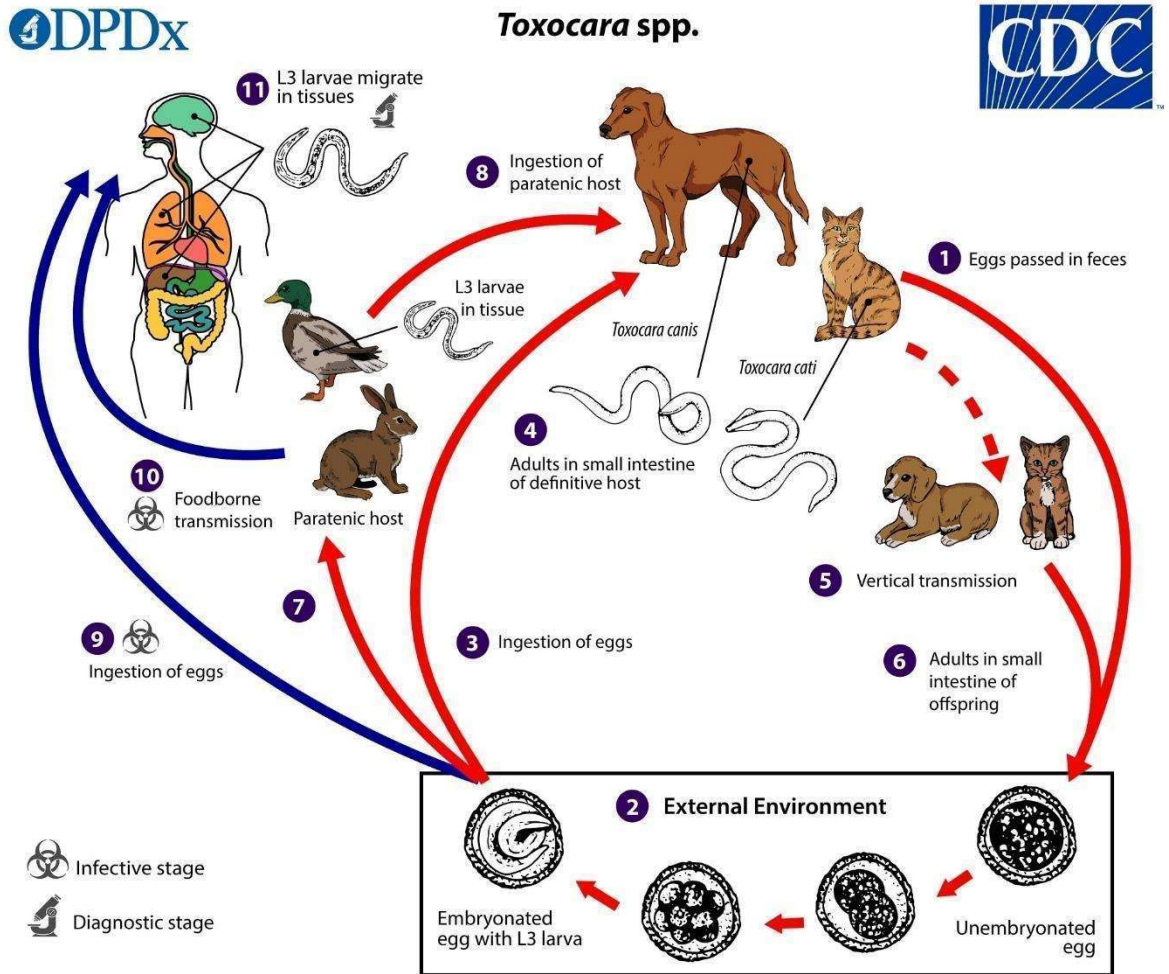 DPDx
Toxocara spp.
CDC
TM
11
L3 larvae migrate
in tissues
8
Ingestion of
paratenic host
1
Eggs passed in feces
L3 larvae
in tissue
Toxocara canis
Toxocara cati
4
Adults in small intestine
of definitive host
10
Foodborne
transmission
Paratenic host
5
Vertical transmission
7
9
Ingestion of eggs
3
Ingestion of eggs
6
Adults in small
intestine of
offspring
2
External Environment
Infective stage
Diagnostic stage
Embryonated
egg with L3 larva
Unembryonated
egg